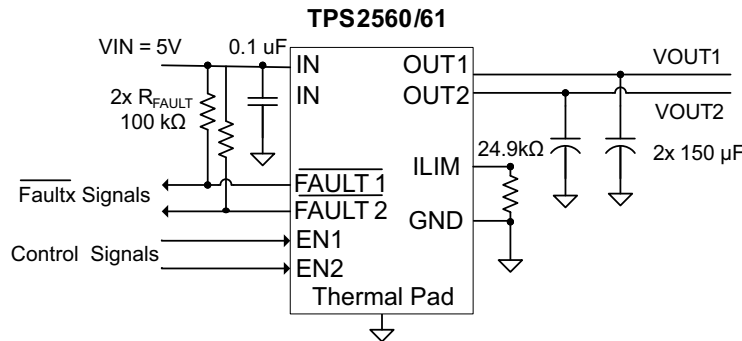 TPS2560/61
VIN = 5V
0.1 uF
IN
OUT1
VOUT1
IN
OUT2
VOUT2
2x RFAULT
100 kΩ
24.9kΩ
2x 150 µF
ILIM
Faultx Signals
FAULT 1
FAULT 2
GND
Control Signals
EN1
EN2
Thermal Pad